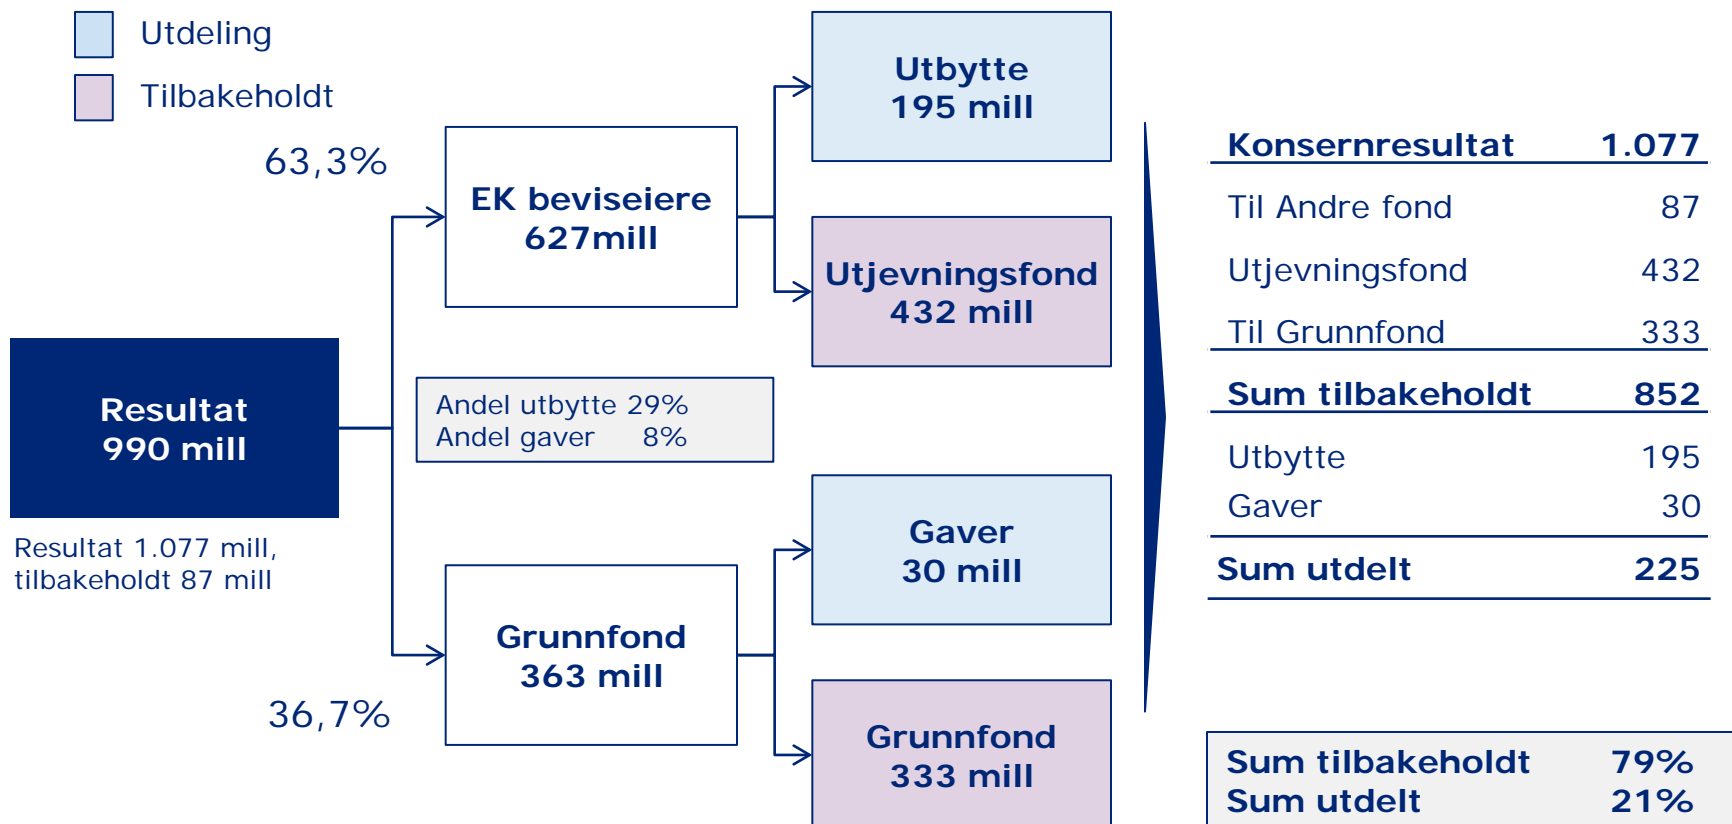 Utdeling
Tilbakeholdt
63,3%
EK beviseiere
627mill
Utbytte
195 mill
Utjevningsfond
432 mill
Resultat
990 mill
Resultat 1.077 mill,
tilbakeholdt 87 mill
Andel utbytte 29%
Andel gaver 8%
36,7%
Grunnfond
363 mill
Gaver
30 mill
Grunnfond
333 mill
Konsernresultat 1.077
Til Andre fond 87
Utjevningsfond 432
Til Grunnfond 333
Sum tilbakeholdt 852
Utbytte 195
Gaver 30
Sum utdelt 225
Sum tilbakeholdt 79%
Sum utdelt 21%